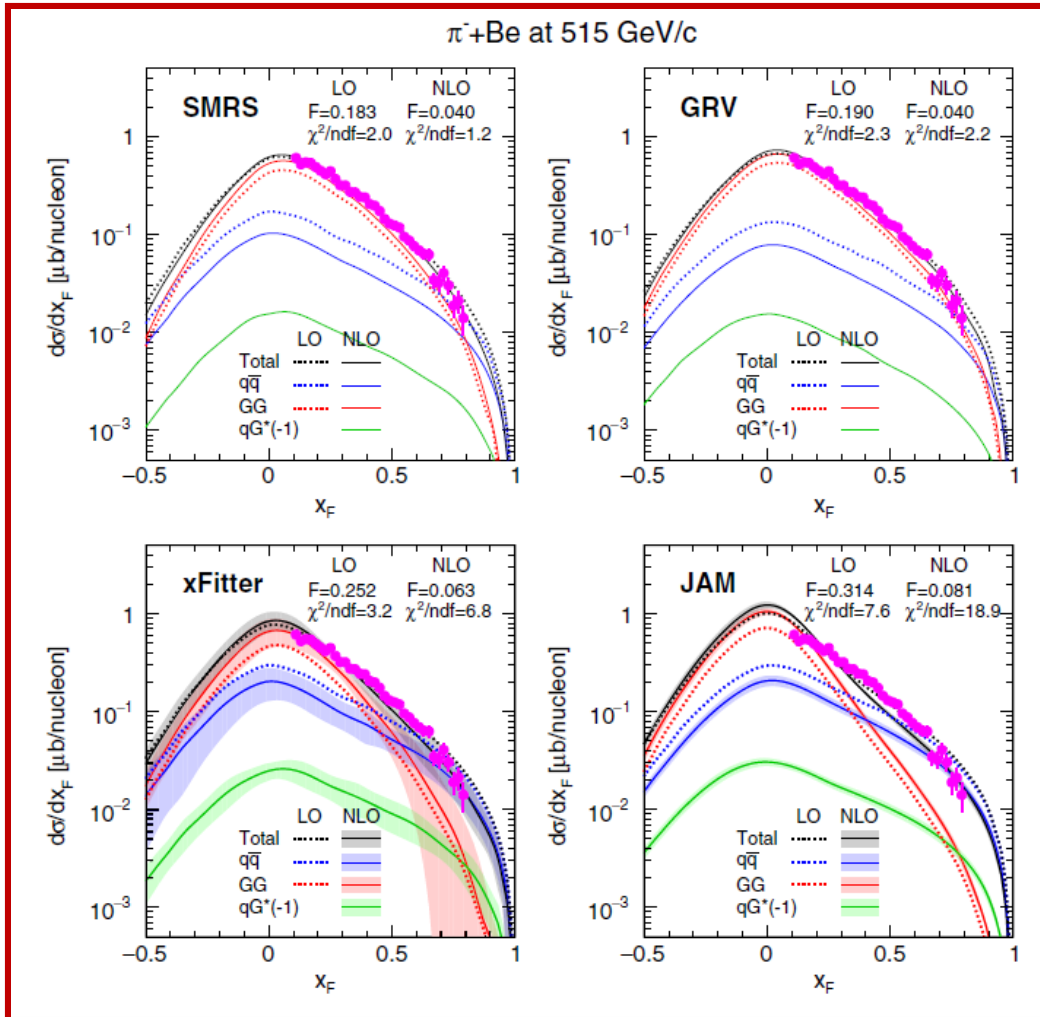 π⁻+Be at 515 GeV/c
SMRS
LO NLO
F=0.183 F=0.040
χ²/ndf=2.0 χ²/ndf=1.2
dσ/dx_F [μb/nucleon]
1
10⁻¹
10⁻²
10⁻³
LO NLO
Total
qq̅
GG
qG*(-1)
−0.5 0 0.5 1
x_F
GRV
LO NLO
F=0.190 F=0.040
χ²/ndf=2.3 χ²/ndf=2.2
dσ/dx_F [μb/nucleon]
1
10⁻¹
10⁻²
10⁻³
LO NLO
Total
qq̅
GG
qG*(-1)
−0.5 0 0.5 1
x_F
xFitter
LO NLO
F=0.252 F=0.063
χ²/ndf=3.2 χ²/ndf=6.8
dσ/dx_F [μb/nucleon]
1
10⁻¹
10⁻²
10⁻³
LO NLO
Total
qq̅
GG
qG*(-1)
−0.5 0 0.5 1
x_F
JAM
LO NLO
F=0.314 F=0.081
χ²/ndf=7.6 χ²/ndf=18.9
dσ/dx_F [μb/nucleon]
1
10⁻¹
10⁻²
10⁻³
LO NLO
Total
qq̅
GG
qG*(-1)
−0.5 0 0.5 1
x_F